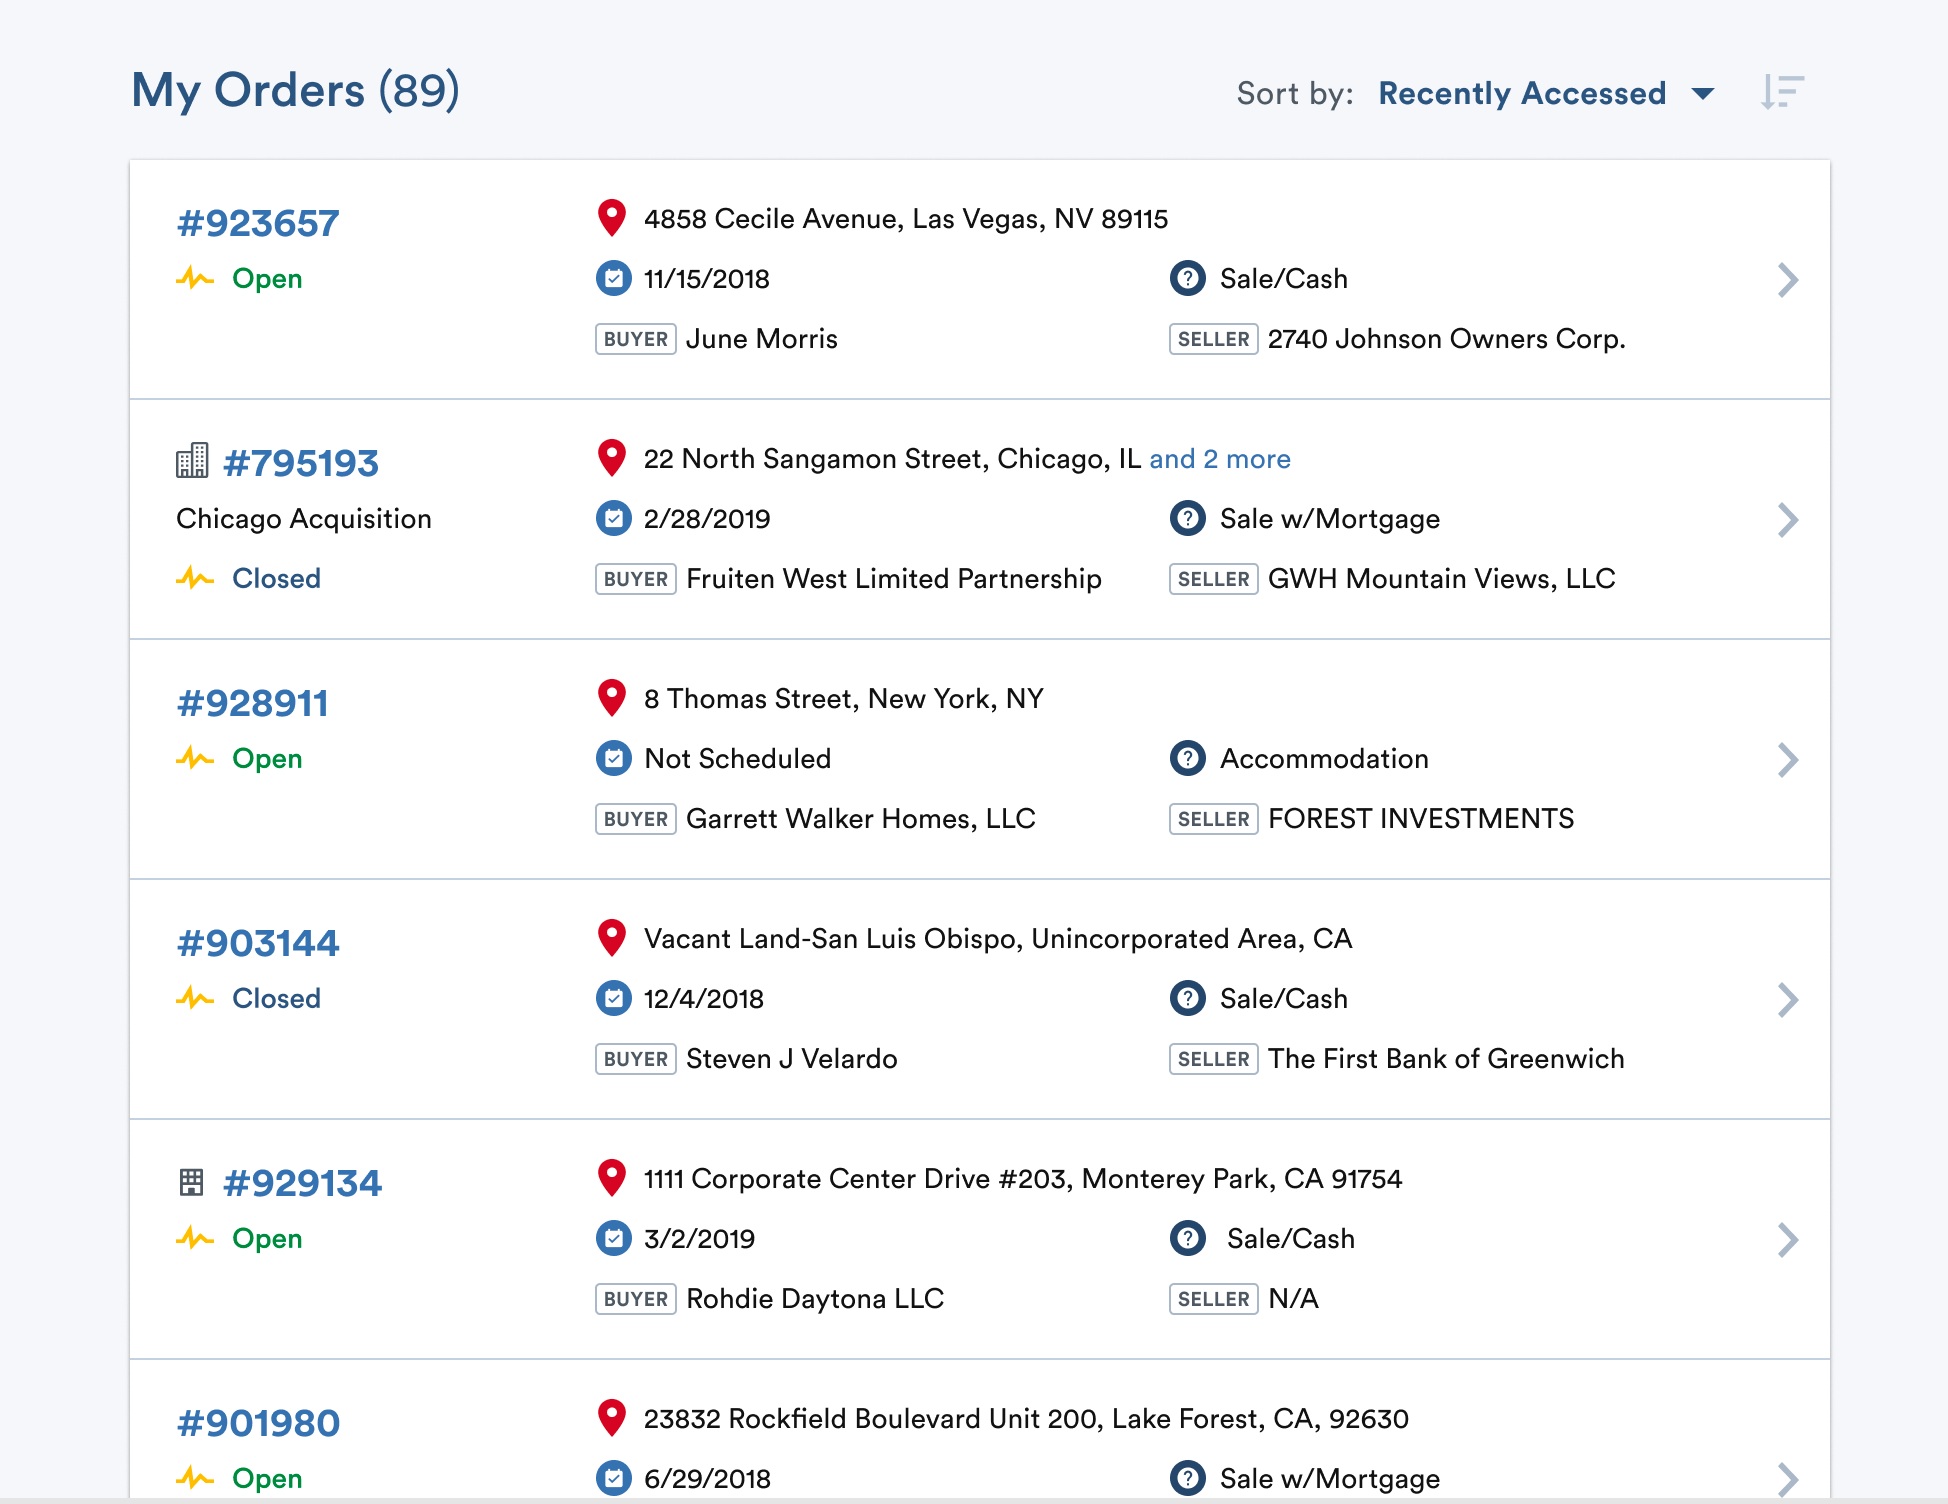 My Orders (89)
Sort by: Recently Accessed
#923657
4858 Cecile Avenue, Las Vegas, NV 89115
Open
11/15/2018
Sale/Cash
BUYER June Morris
SELLER 2740 Johnson Owners Corp.
#795193
22 North Sangamon Street, Chicago, IL and 2 more
Chicago Acquisition
2/28/2019
Sale w/Mortgage
Closed
BUYER Fruiten West Limited Partnership
SELLER GWH Mountain Views, LLC
#928911
8 Thomas Street, New York, NY
Open
Not Scheduled
Accommodation
BUYER Garrett Walker Homes, LLC
SELLER FOREST INVESTMENTS
#903144
Vacant Land-San Luis Obispo, Unincorporated Area, CA
Closed
12/4/2018
Sale/Cash
BUYER Steven J Velardo
SELLER The First Bank of Greenwich
#929134
1111 Corporate Center Drive #203, Monterey Park, CA 91754
Open
3/2/2019
Sale/Cash
BUYER Rohdie Daytona LLC
SELLER N/A
#901980
23832 Rockfield Boulevard Unit 200, Lake Forest, CA, 92630
Open
6/29/2018
Sale w/Mortgage